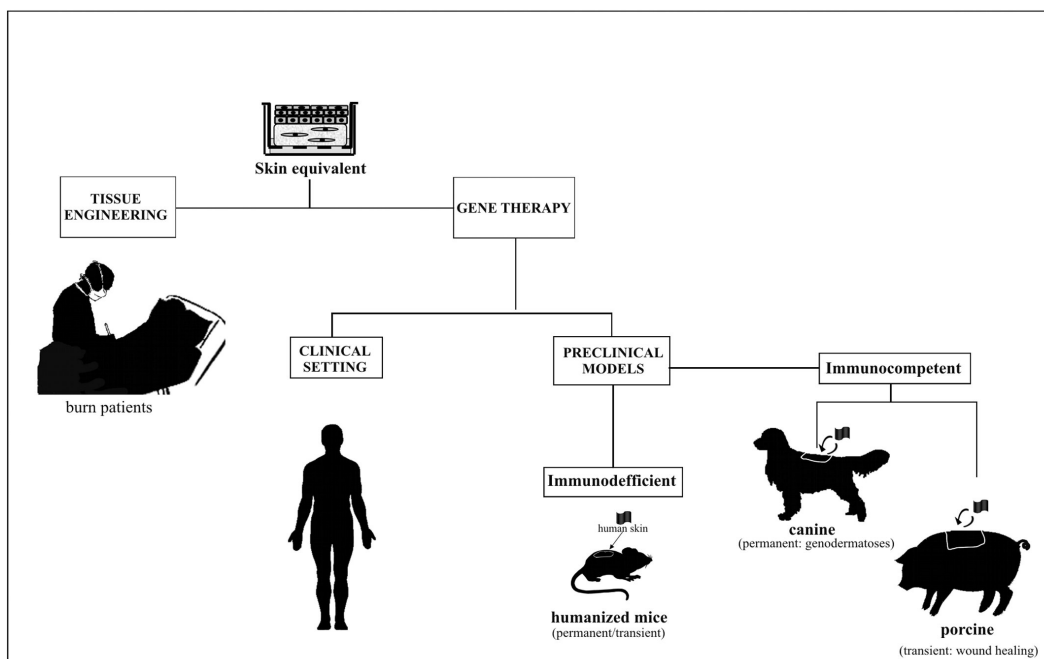 Skin equivalent
TISSUE
ENGINEERING
GENE THERAPY
burn patients
CLINICAL
SETTING
PRECLINICAL
MODELS
Immunocompetent
Immunodefficient
human skin
humanized mice
(permanent/transient)
canine
(permanent: genodermatoses)
porcine
(transient: wound healing)